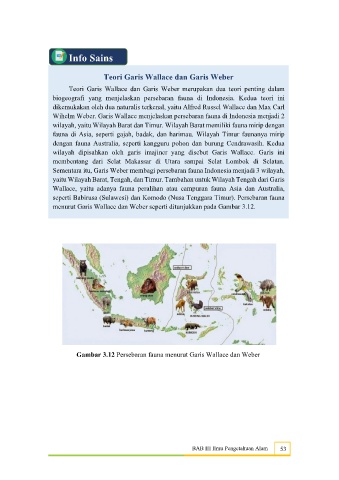 Info Sains
Teori Garis Wallace dan Garis Weber
Teori Garis Wallace dan Garis Weber merupakan dua teori penting dalam
biogeografi yang menjelaskan persebaran fauna di Indonesia. Kedua teori ini
dikemukakan oleh dua naturalis terkenal, yaitu Alfred Russel Wallace dan Max Carl
Wihelm Weber. Garis Wallace menjelaskan persebaran fauna di Indonesia menjadi 2
wilayah, yaitu Wilayah Barat dan Timur. Wilayah Barat memiliki fauna mirip dengan
fauna di Asia, seperti gajah, badak, dan harimau. Wilayah Timur faunanya mirip
dengan fauna Australia, seperti kangguru pohon dan burung Cendrawasih. Kedua
wilayah dipisahkan oleh garis imajiner yang disebut Garis Wallace. Garis ini
membentang dari Selat Makassar di Utara sampai Selat Lombok di Selatan.
Sementara itu, Garis Weber membagi persebaran fauna Indonesia menjadi 3 wilayah,
yaitu Wilayah Barat, Tengah, dan Timur. Tambahan untuk Wilayah Tengah dari Garis
Wallace, yaitu adanya fauna peralihan atau campuran fauna Asia dan Australia,
seperti Babirusa (Sulawesi) dan Komodo (Nusa Tenggara Timur). Persebaran fauna
menurut Garis Wallace dan Weber seperti ditunjukkan pada Gambar 3.12.
Gambar 3.12 Persebaran fauna menurut Garis Wallace dan Weber
BAB III Ilmu Pengetahuan Alam 53